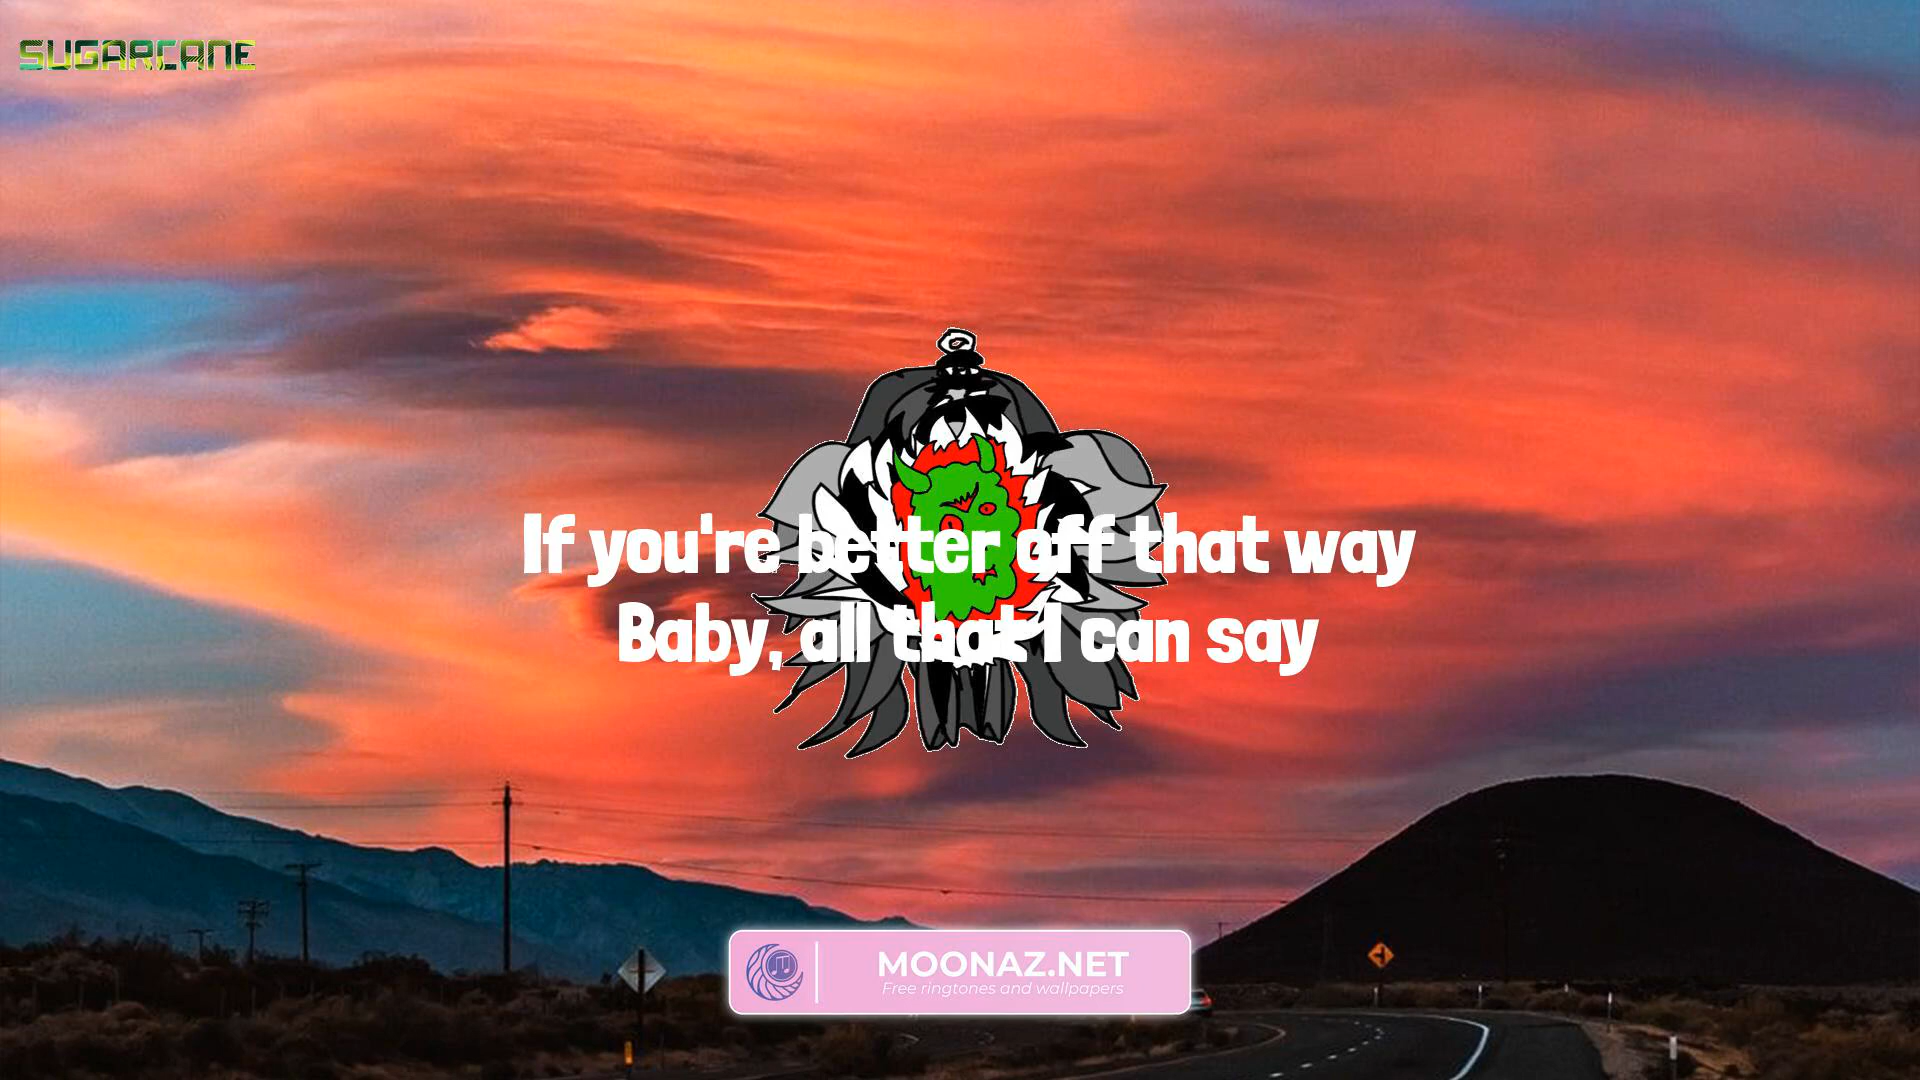 SUGARCANE
If you're better off that way
Baby, all that I can say
MOONAZ.NET
Free ringtones and wallpapers